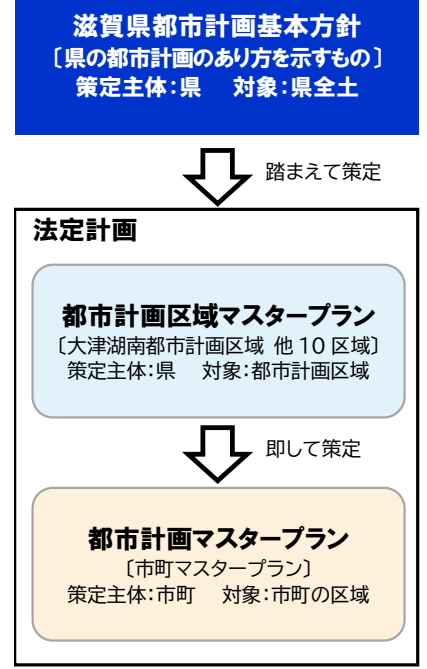 滋賀県都市計画基本方針
〔県の都市計画のあり方を示すもの〕
策定主体：県　対象：県全土
踏まえて策定
法定計画
都市計画区域マスタープラン
〔大津湖南都市計画区域 他 10 区域〕
策定主体：県　対象：都市計画区域
即して策定
都市計画マスタープラン
〔市町マスタープラン〕
策定主体：市町　対象：市町の区域